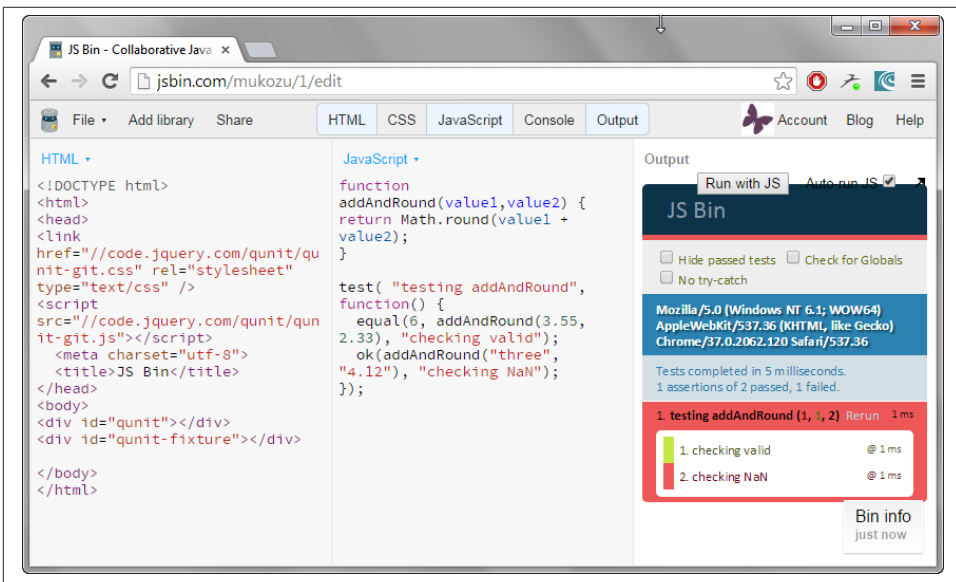 JS Bin - Collaborative Java
jsbin.com/mukozu/1/edit
File Add library Share HTML CSS JavaScript Console Output Account Blog Help
HTML
<!DOCTYPE html>
<html>
<head>
<link
href="//code.jquery.com/qunit/qu
nit-git.css" rel="stylesheet"
type="text/css" />
<script
src="//code.jquery.com/qunit/qun
it-git.js"></script>
<meta charset="utf-8">
<title>JS Bin</title>
</head>
<body>
<div id="qunit"></div>
<div id="qunit-fixture"></div>
</body>
</html>
JavaScript
function
addAndRound(value1,value2) {
return Math.round(value1 +
value2);
}
test( "testing addAndRound",
function() {
equal(6, addAndRound(3.55,
2.33), "checking valid");
ok(addAndRound("three",
"4.12"), "checking NaN");
});
Output
Run with JS Auto-run JS
JS Bin
Hide passed tests Check for Globals
No try-catch
Mozilla/5.0 (Windows NT 6.1; WOW64)
AppleWebKit/537.36 (KHTML, like Gecko)
Chrome/37.0.2062.120 Safari/537.36
Tests completed in 5 milliseconds.
1 assertions of 2 passed, 1 failed.
1. testing addAndRound (1, 1, 2) Rerun 1 ms
1. checking valid @ 1 ms
2. checking NaN @ 1 ms
Bin info
just now